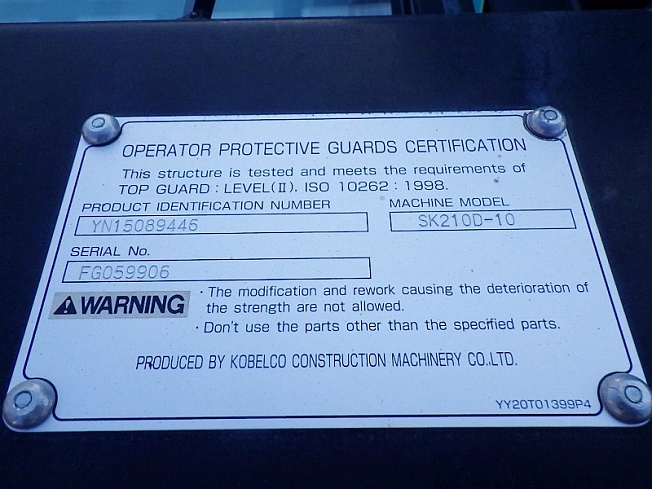 OPERATOR PROTECTIVE GUARDS CERTIFICATION
This structure is tested and meets the requirements of
TOP GUARD : LEVEL(II). ISO 10262 : 1998.
PRODUCT IDENTIFICATION NUMBER MACHINE MODEL
YN15089446 SK210D-10
SERIAL No.
FG059906
WARNING
· The modification and rework causing the deterioration of
the strength are not allowed.
· Don't use the parts other than the specified parts.
PRODUCED BY KOBELCO CONSTRUCTION MACHINERY CO.,LTD.
YY20T01399P4